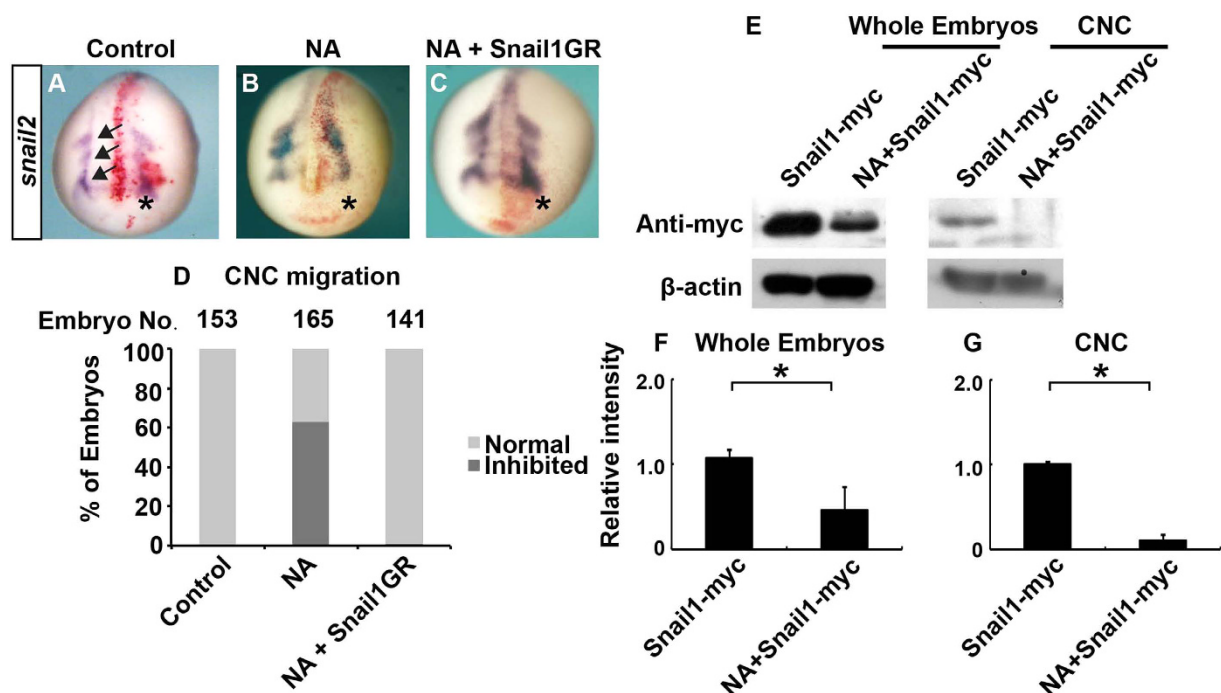 Control
NA
NA + Snail1GR
snail2
A
B
C
*
*
*
D CNC migration
Embryo No. 153 165 141
% of Embryos
100
80
60
40
20
0
Control
NA
NA + Snail1GR
Normal
Inhibited
E
Whole Embryos
CNC
Snail1-myc
NA+Snail1-myc
Snail1-myc
NA+Snail1-myc
Anti-myc
β-actin
F Whole Embryos
Relative intensity
2.0
1.0
0
*
Snail1-myc
NA+Snail1-myc
G CNC
2.0
1.0
0
*
Snail1-myc
NA+Snail1-myc